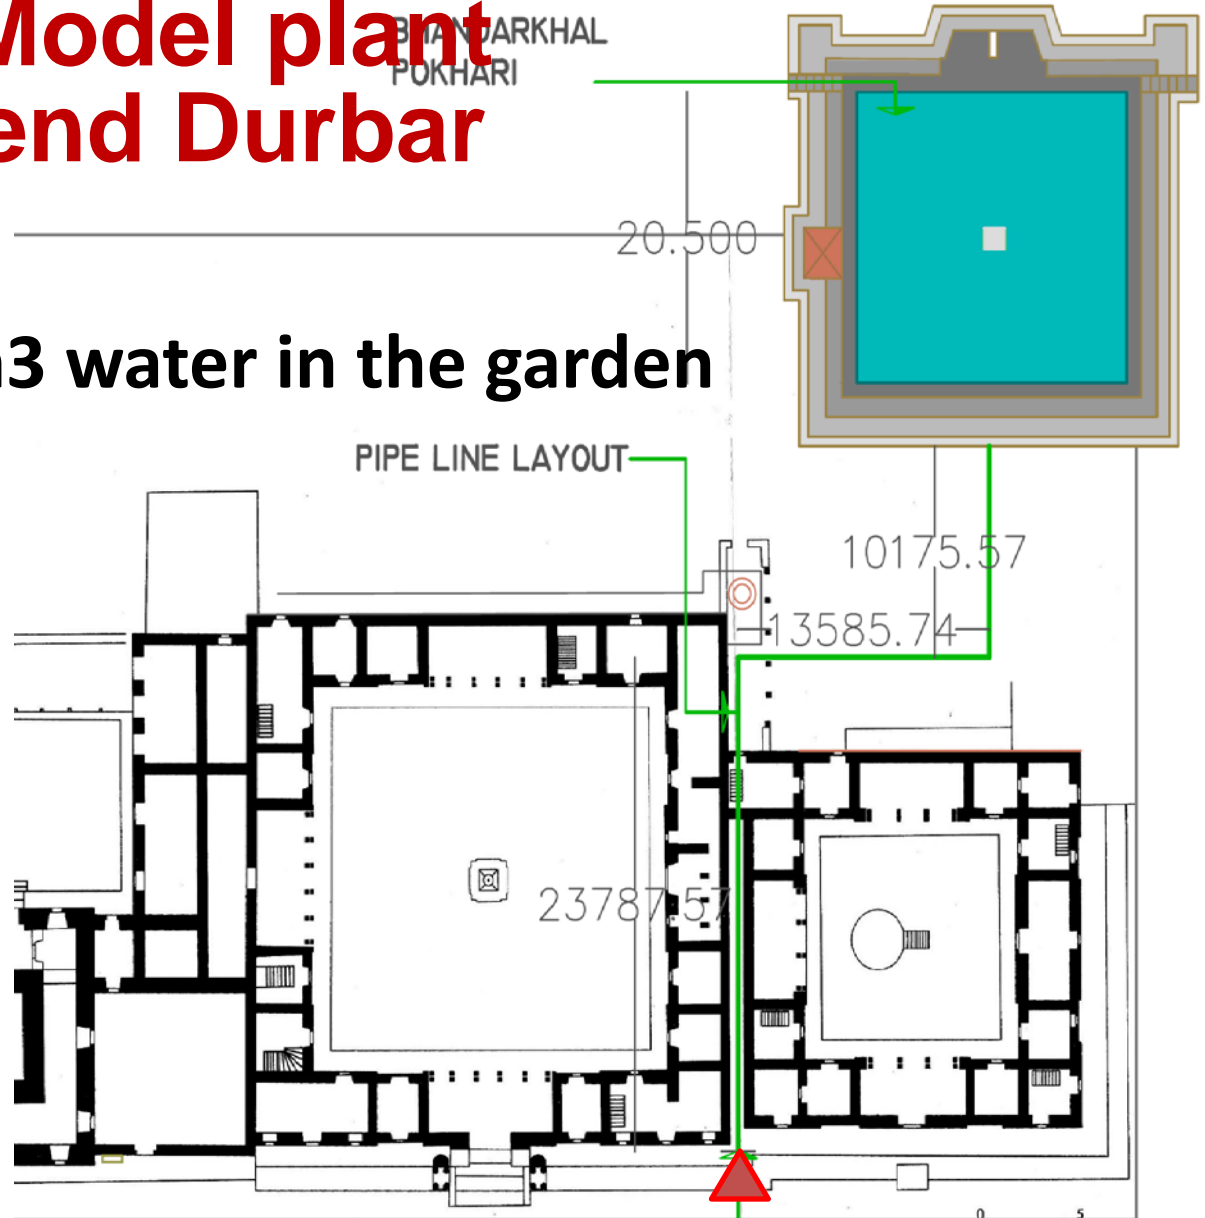 Model plant
end Durbar
BHANDARKHAL
POKHARI
20.500
3 water in the garden
PIPE LINE LAYOUT
10175.57
13585.74
23787.57
0 5